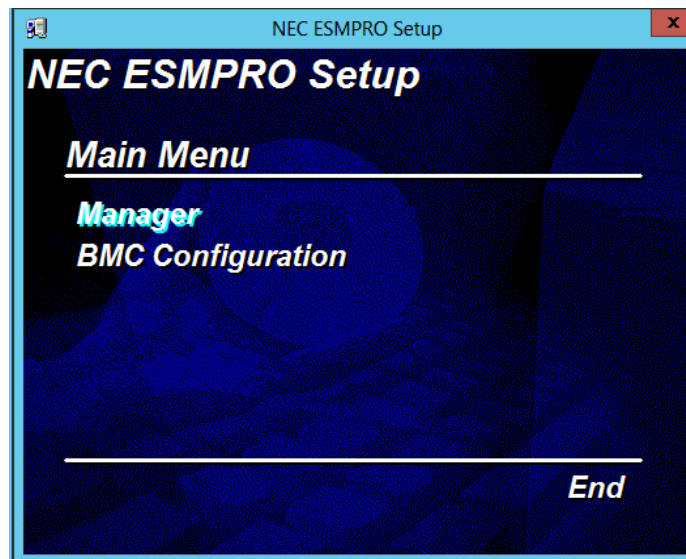 NEC ESMPRO Setup
x
NEC ESMPRO Setup
Main Menu
Manager
BMC Configuration
End